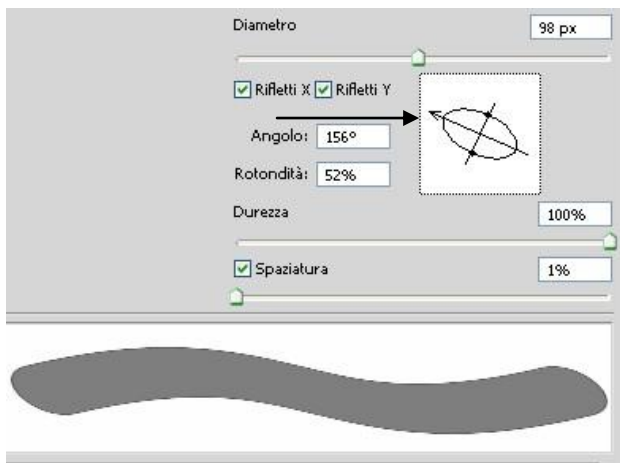 Diametro 98 px
Rifletti X Rifletti Y
Angolo: 156°
Rotondità: 52%
Durezza 100%
Spaziatura 1%